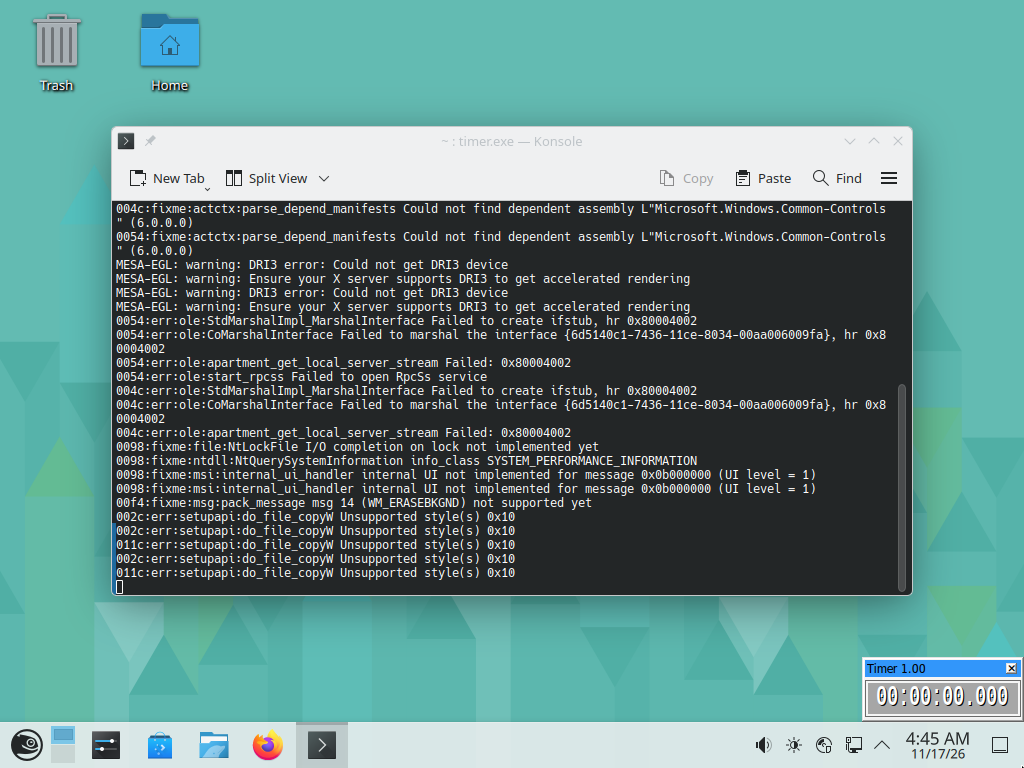 Trash
Home
~ : timer.exe — Konsole
New Tab
Split View
Copy
Paste
Find
004c:fixme:actctx:parse_depend_manifests Could not find dependent assembly L"Microsoft.Windows.Common-Controls
" (6.0.0.0)
0054:fixme:actctx:parse_depend_manifests Could not find dependent assembly L"Microsoft.Windows.Common-Controls
" (6.0.0.0)
MESA-EGL: warning: DRI3 error: Could not get DRI3 device
MESA-EGL: warning: Ensure your X server supports DRI3 to get accelerated rendering
MESA-EGL: warning: DRI3 error: Could not get DRI3 device
MESA-EGL: warning: Ensure your X server supports DRI3 to get accelerated rendering
0054:err:ole:StdMarshalImpl_MarshalInterface Failed to create ifstub, hr 0x80004002
0054:err:ole:CoMarshalInterface Failed to marshal the interface {6d5140c1-7436-11ce-8034-00aa006009fa}, hr 0x8
0004002
0054:err:ole:apartment_get_local_server_stream Failed: 0x80004002
0054:err:ole:start_rpcss Failed to open RpcSs service
004c:err:ole:StdMarshalImpl_MarshalInterface Failed to create ifstub, hr 0x80004002
004c:err:ole:CoMarshalInterface Failed to marshal the interface {6d5140c1-7436-11ce-8034-00aa006009fa}, hr 0x8
0004002
004c:err:ole:apartment_get_local_server_stream Failed: 0x80004002
0098:fixme:file:NtLockFile I/O completion on lock not implemented yet
0098:fixme:ntdll:NtQuerySystemInformation info_class SYSTEM_PERFORMANCE_INFORMATION
0098:fixme:msi:internal_ui_handler internal UI not implemented for message 0x0b000000 (UI level = 1)
0098:fixme:msi:internal_ui_handler internal UI not implemented for message 0x0b000000 (UI level = 1)
00f4:fixme:msg:pack_message msg 14 (WM_ERASEBKGND) not supported yet
002c:err:setupapi:do_file_copyW Unsupported style(s) 0x10
002c:err:setupapi:do_file_copyW Unsupported style(s) 0x10
011c:err:setupapi:do_file_copyW Unsupported style(s) 0x10
002c:err:setupapi:do_file_copyW Unsupported style(s) 0x10
011c:err:setupapi:do_file_copyW Unsupported style(s) 0x10
Timer 1.00
00:00:00.000
4:45 AM
11/17/26